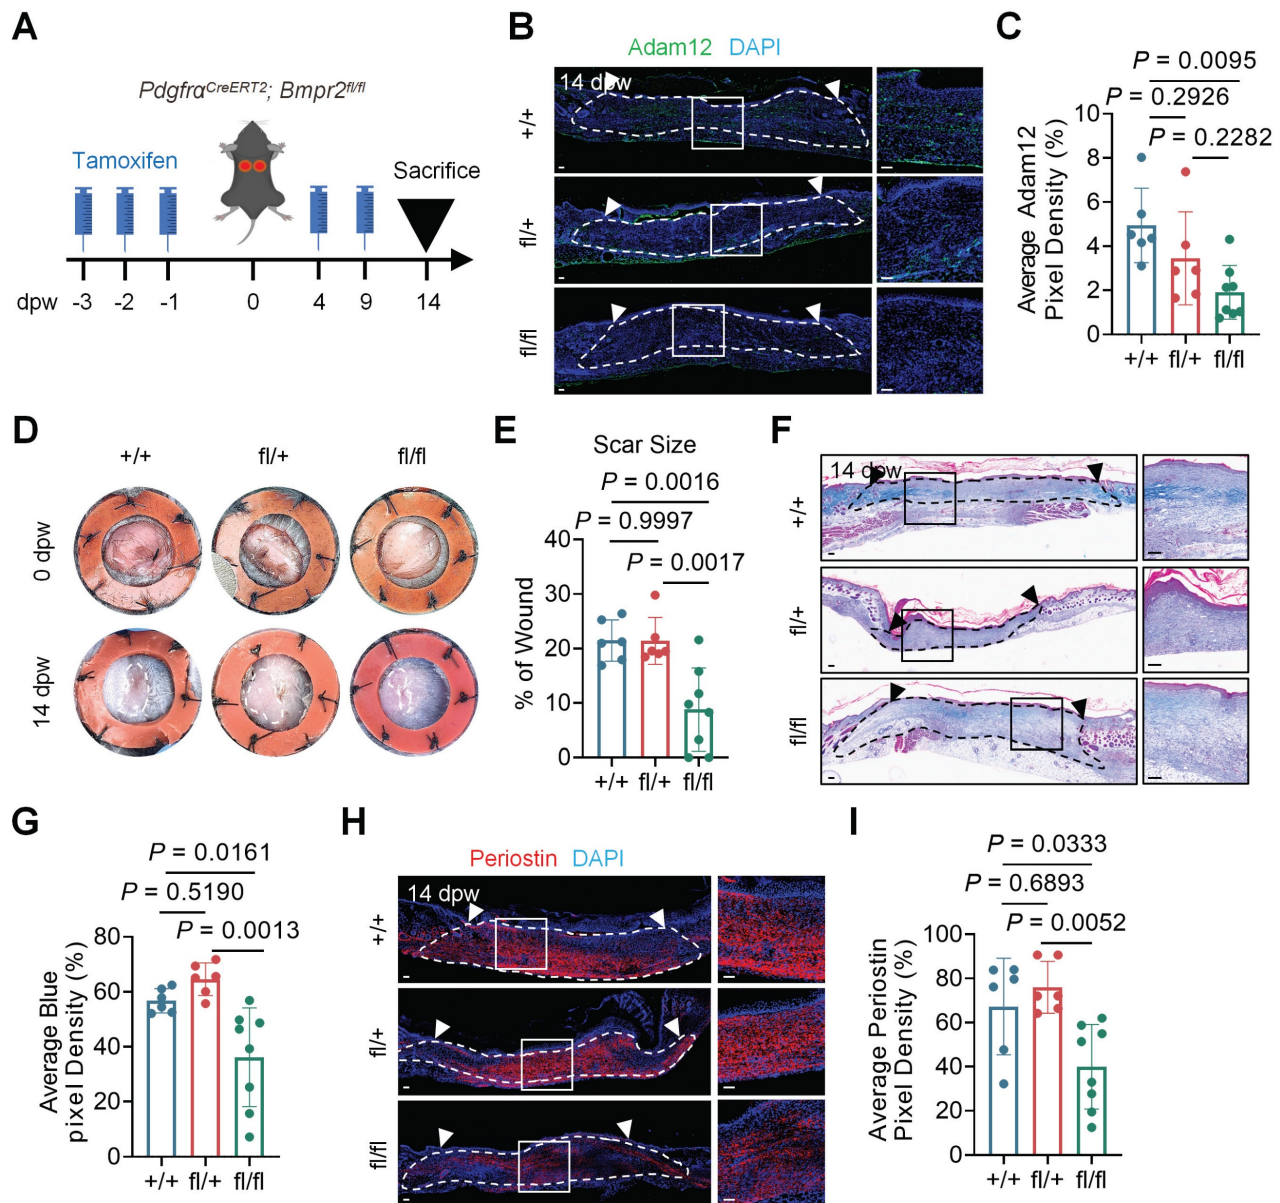 A
Pdgfrα^CreERT2; Bmpr2^fl/fl
Tamoxifen
Sacrifice
dpw -3 -2 -1 0 4 9 14
B
Adam12 DAPI
14 dpw
+/+
fl/+
fl/fl
C
P = 0.0095
P = 0.2926
P = 0.2282
Average Adam12
Pixel Density (%)
10
8
6
4
2
0
+/+ fl/+ fl/fl
D
+/+ fl/+ fl/fl
0 dpw
14 dpw
E
Scar Size
P = 0.0016
P = 0.9997
P = 0.0017
% of Wound
40
30
20
10
0
+/+ fl/+ fl/fl
F
14 dpw
+/+
fl/+
fl/fl
G
P = 0.0161
P = 0.5190
P = 0.0013
Average Blue
pixel Density (%)
80
60
40
20
0
+/+ fl/+ fl/fl
H
Periostin DAPI
14 dpw
+/+
fl/+
fl/fl
I
P = 0.0333
P = 0.6893
P = 0.0052
Average Periostin
Pixel Density (%)
100
80
60
40
20
0
+/+ fl/+ fl/fl